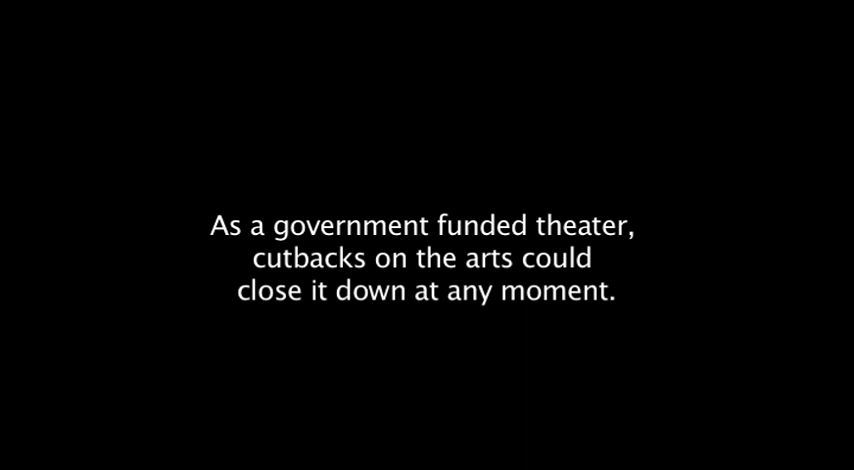 As a government funded theater,
cutbacks on the arts could
close it down at any moment.